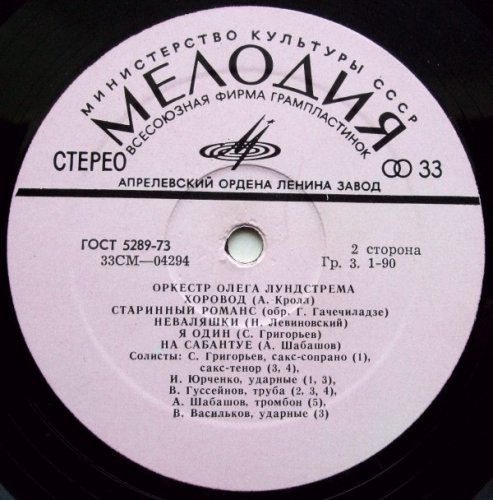 МИНИСТЕРСТВО КУЛЬТУРЫ СССР
МЕЛОДИЯ
ВСЕСОЮЗНАЯ ФИРМА ГРАМПЛАСТИНОК
СТЕРЕО
33
АПРЕЛЕВСКИЙ ОРДЕНА ЛЕНИНА ЗАВОД
ГОСТ 5289-73
2 сторона
33СМ—04294
Гр. 3. 1-90
ОРКЕСТР ОЛЕГА ЛУНДСТРЕМА
ХОРОВОД (А. Кролл)
СТАРИННЫЙ РОМАНС (обр. Г. Гачечиладзе)
НЕВАЛЯШКИ (Н. Левиновский)
Я ОДИН (С. Григорьев)
НА САБАНТУЕ (А. Шабашов)
Солисты: С. Григорьев, сакс-сопрано (1),
сакс-тенор (3, 4),
И. Юрченко, ударные (1, 3),
В. Гуссейнов, труба (2, 3, 4),
А. Шабашов, тромбон (5),
В. Васильков, ударные (3)